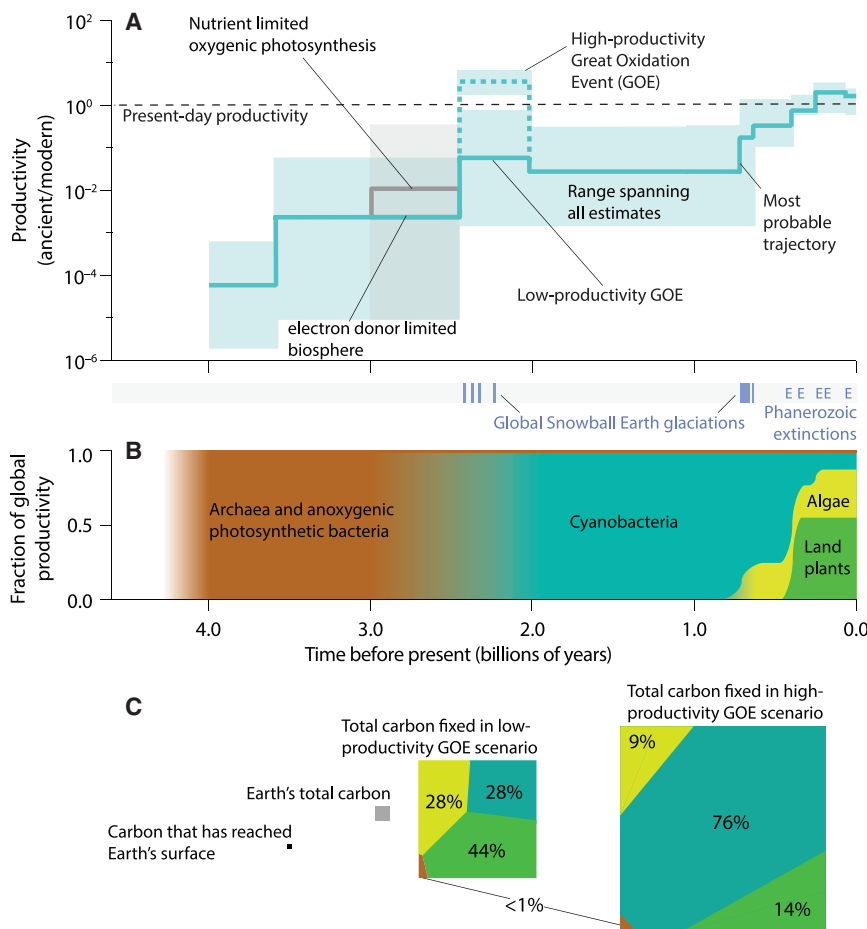 A
Nutrient limited
oxygenic photosynthesis
High-productivity
Great Oxidation
Event (GOE)
Present-day productivity
Range spanning
all estimates
Most
probable
trajectory
Low-productivity GOE
electron donor limited
biosphere
Productivity
(ancient/modern)
10²
10⁰
10⁻²
10⁻⁴
10⁻⁶
Global Snowball Earth glaciations
E E EE E
Phanerozoic
extinctions
B
Fraction of global
productivity
1.0
0.5
0.0
Archaea and anoxygenic
photosynthetic bacteria
Cyanobacteria
Algae
Land
plants
4.0 3.0 2.0 1.0 0.0
Time before present (billions of years)
C
Total carbon fixed in low-
productivity GOE scenario
Total carbon fixed in high-
productivity GOE scenario
Earth's total carbon
Carbon that has reached
Earth's surface
28%
28%
44%
<1%
9%
76%
14%